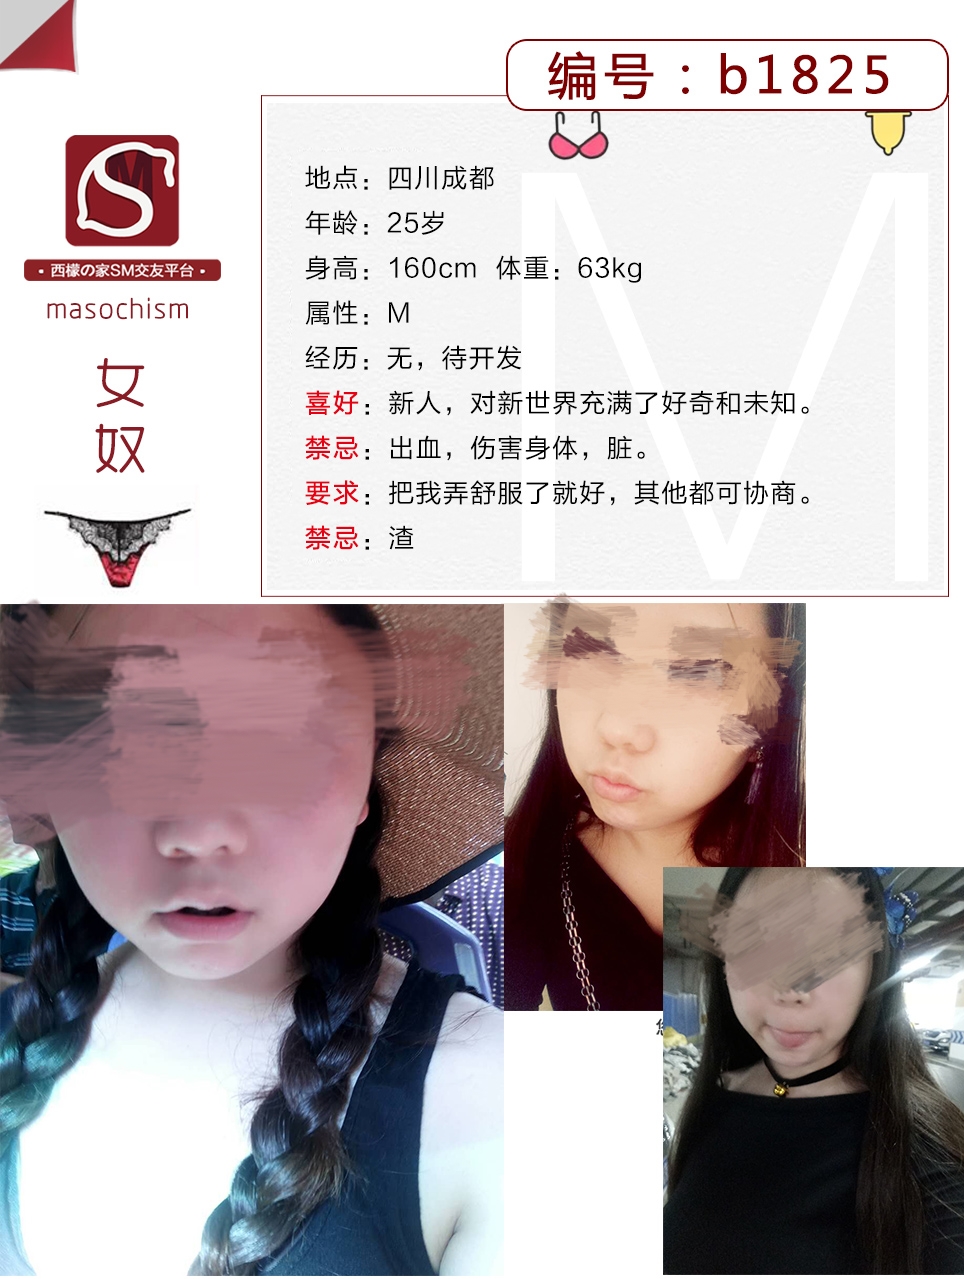 编号：b1825
西檬の家SM交友平台
masochism
女奴
地点：四川成都
年龄：25岁
身高：160cm 体重：63kg
属性：M
经历：无，待开发
喜好：新人，对新世界充满了好奇和未知。
禁忌：出血，伤害身体，脏。
要求：把我弄舒服了就好，其他都可协商。
禁忌：渣